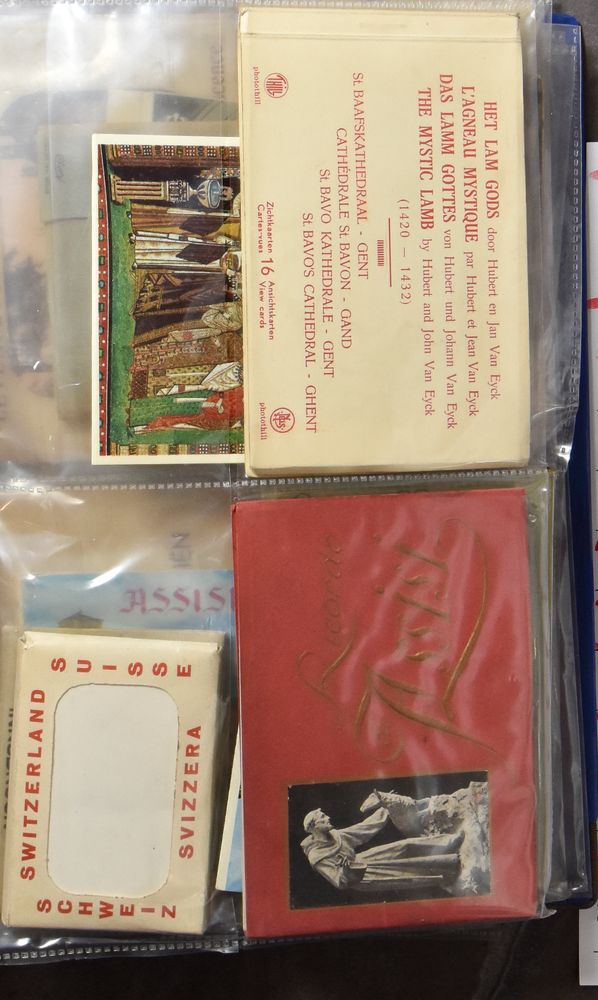 HET LAM GODS door Hubert en Jan Van Eyck
L'AGNEAU MYSTIQUE par Hubert et Jean Van Eyck
DAS LAMM GOTTES von Hubert und Johann Van Eyck
THE MYSTIC LAMB by Hubert and John Van Eyck
(1420 — 1432)
St BAAFSKATHEDRAAL - GENT
CATHÉDRALE St BAVON - GAND
St BAVO KATHEDRALE - GENT
St BAVO'S CATHEDRAL - GHENT
Zichtkaarten Ansichtskarten
Cartes-vues 16 View cards
photothill
photothill
Assisi
Ricordo
ASSISI
SUISSE
SWITZERLAND
SVIZZERA
SCHWEIZ